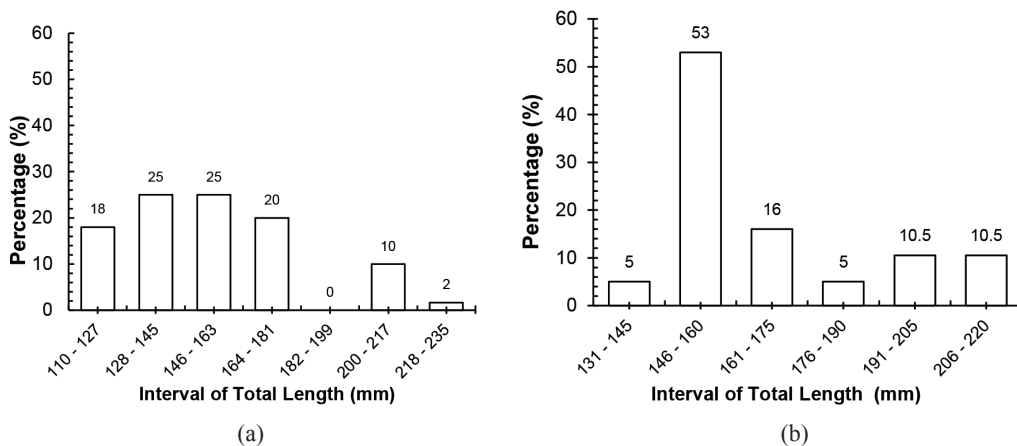 60
50
40
30
20
10
0
Percentage (%)
18
25
25
20
0
10
2
110 - 127
128 - 145
146 - 163
164 - 181
182 - 199
200 - 217
218 - 235
Interval of Total Length (mm)
(a)
60
50
40
30
20
10
0
Percentage (%)
5
53
16
5
10.5
10.5
131 - 145
146 - 160
161 - 175
176 - 190
191 - 205
206 - 220
Interval of Total Length (mm)
(b)